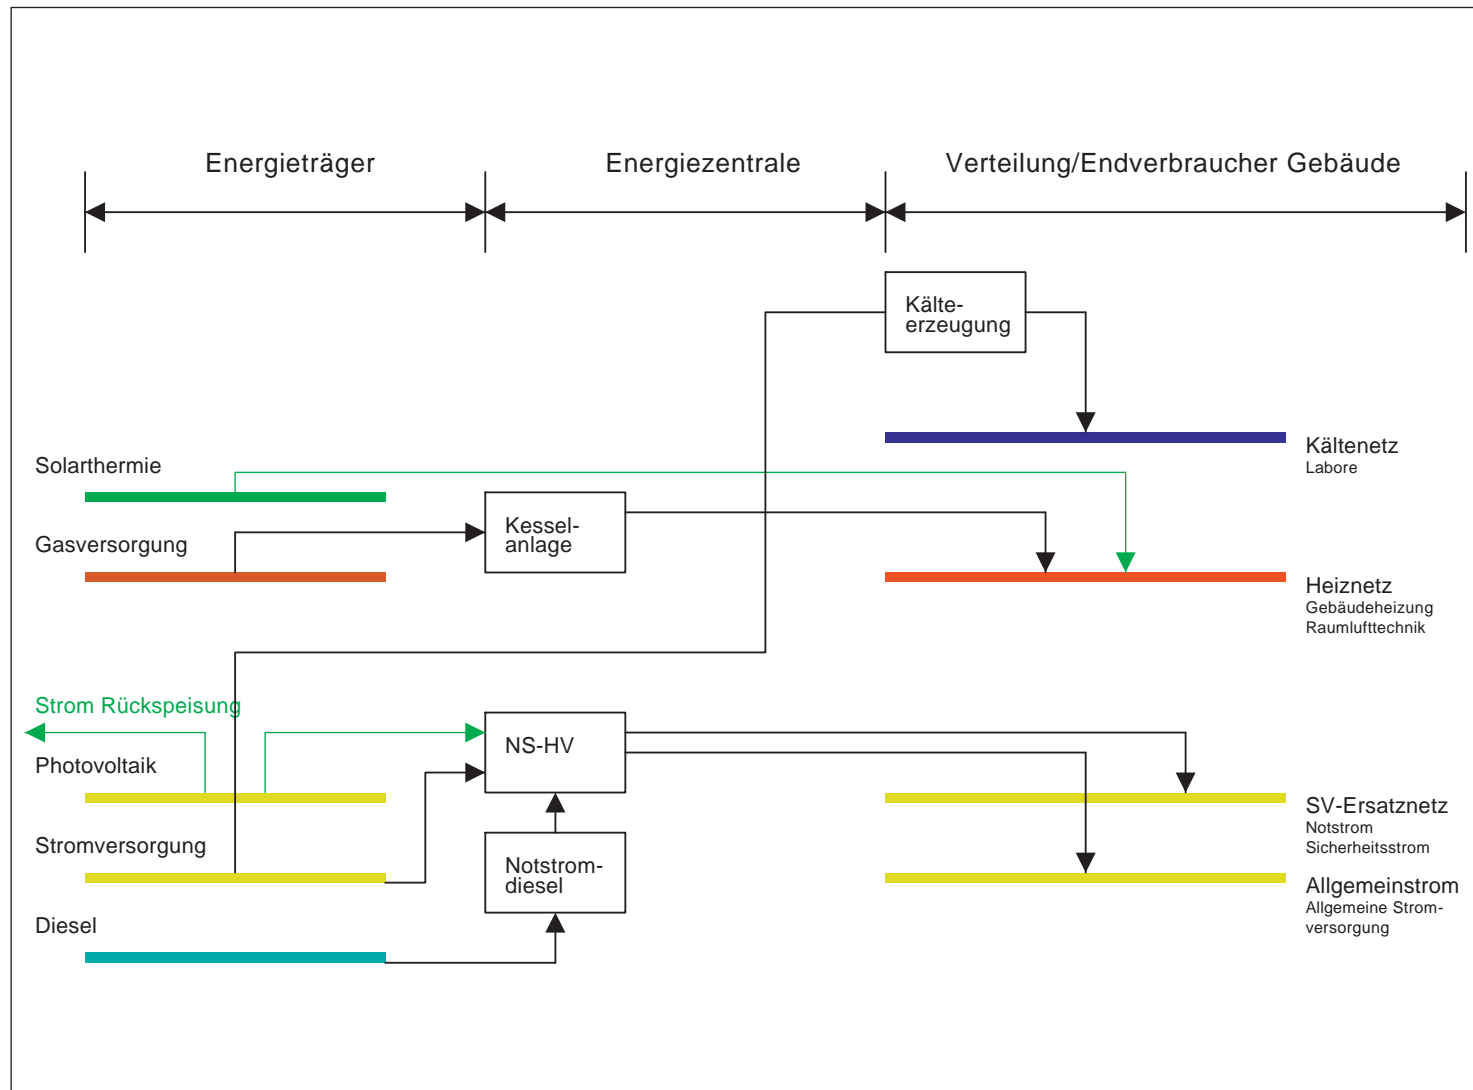 Energieträger
Energiezentrale
Verteilung/Endverbraucher Gebäude
Kälte-
erzeugung
Kältenetz
Labore
Solarthermie
Kessel-
anlage
Gasversorgung
Heiznetz
Gebäudeheizung
Raumlufttechnik
Strom Rückspeisung
NS-HV
Photovoltaik
SV-Ersatznetz
Notstrom
Sicherheitsstrom
Stromversorgung
Notstrom-
diesel
Allgemeinstrom
Allgemeine Strom-
versorgung
Diesel